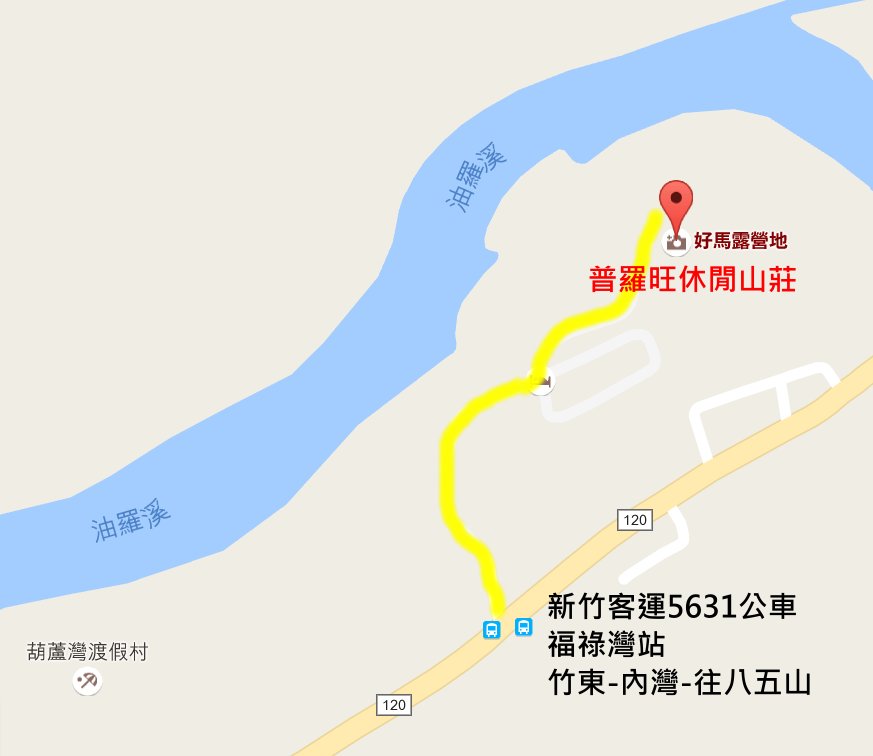 油羅溪
好馬露營地
普羅旺休閒山莊
油羅溪
120
新竹客運5631公車
福祿灣站
竹東-內灣-往八五山
葫蘆灣渡假村
120